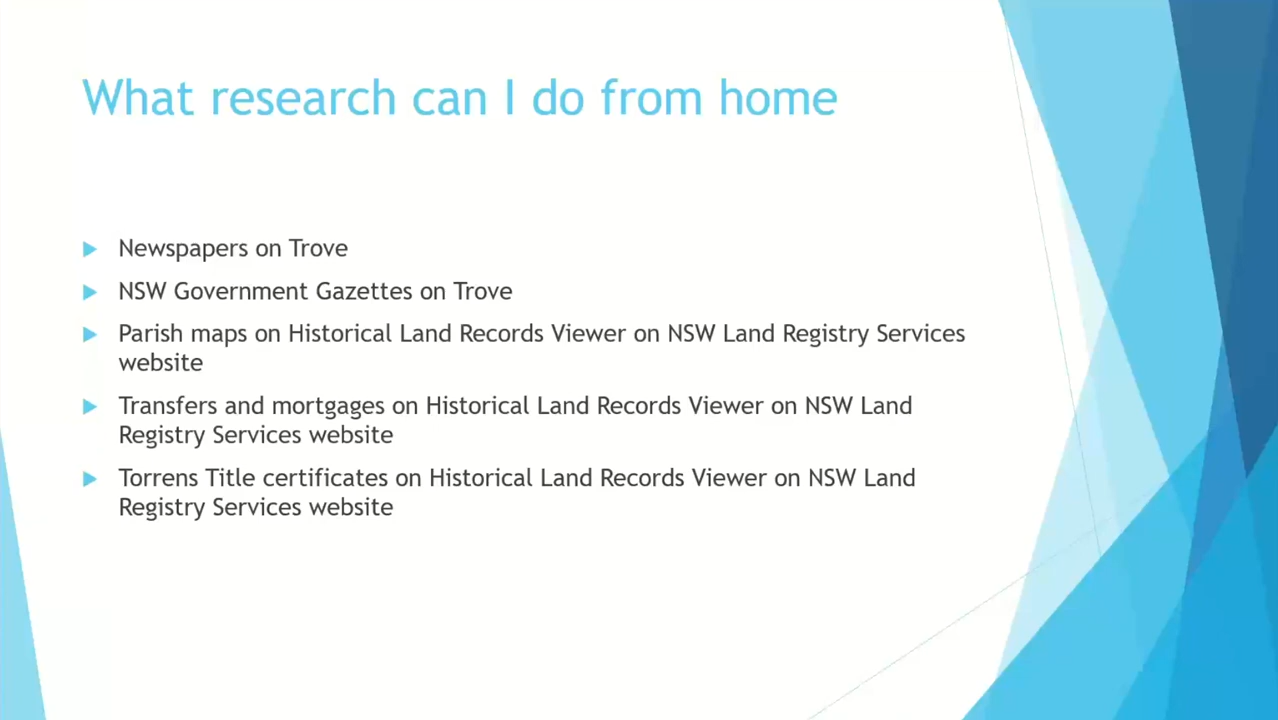 What research can I do from home
Newspapers on Trove
NSW Government Gazettes on Trove
Parish maps on Historical Land Records Viewer on NSW Land Registry Services
website
Transfers and mortgages on Historical Land Records Viewer on NSW Land
Registry Services website
Torrens Title certificates on Historical Land Records Viewer on NSW Land
Registry Services website